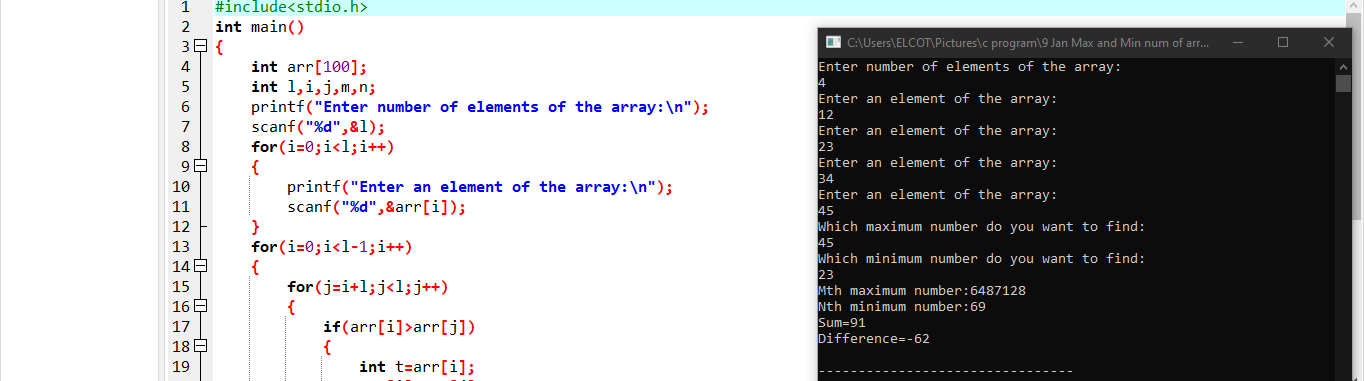 1 #include<stdio.h>
2 int main()
3 {
4 int arr[100];
5 int l,i,j,m,n;
6 printf("Enter number of elements of the array:\n");
7 scanf("%d",&l);
8 for(i=0;i<l;i++)
9 {
10 printf("Enter an element of the array:\n");
11 scanf("%d",&arr[i]);
12 }
13 for(i=0;i<l-1;i++)
14 {
15 for(j=i+l;j<l;j++)
16 {
17 if(arr[i]>arr[j])
18 {
19 int t=arr[i];
C:\Users\ELCOT\Pictures\c program\9 Jan Max and Min num of arr...
Enter number of elements of the array:
4
Enter an element of the array:
12
Enter an element of the array:
23
Enter an element of the array:
34
Enter an element of the array:
45
Which maximum number do you want to find:
45
Which minimum number do you want to find:
23
Mth maximum number:6487128
Nth minimum number:69
Sum=91
Difference=-62
--------------------------------